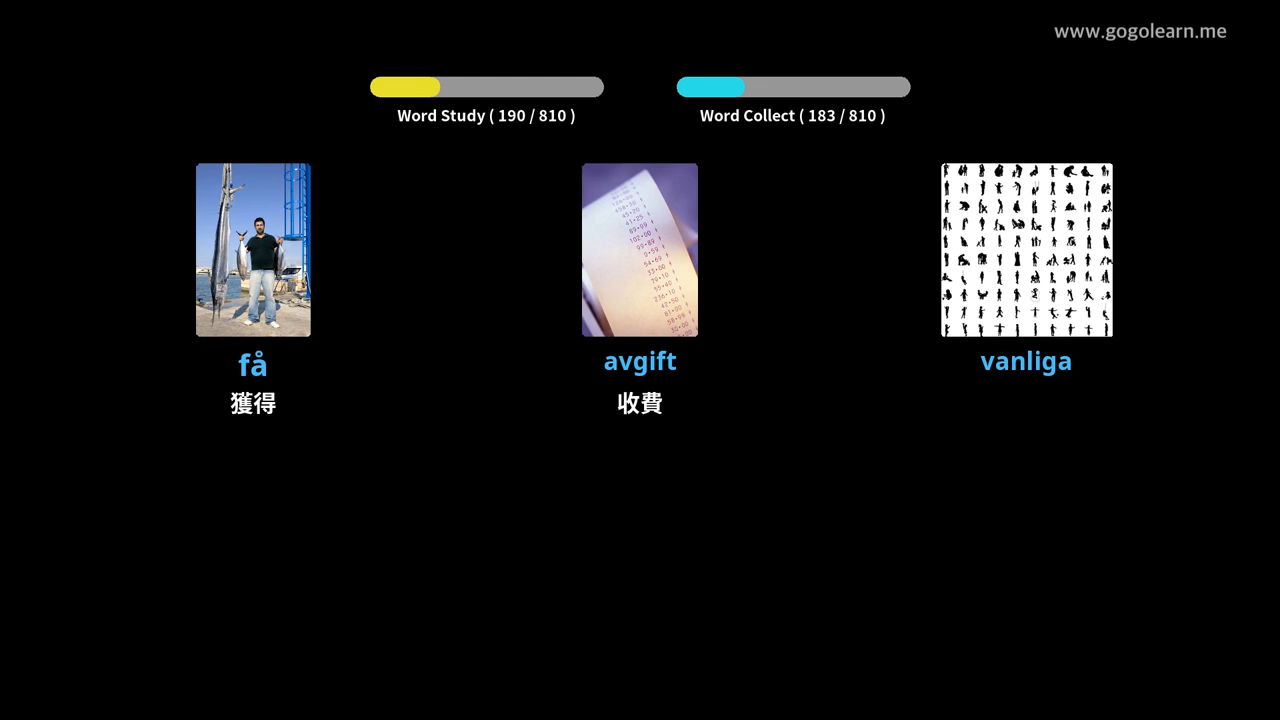 www.gogolearn.me
Word Study ( 190 / 810 )
Word Collect ( 183 / 810 )
få
avgift
vanliga
獲得
收費